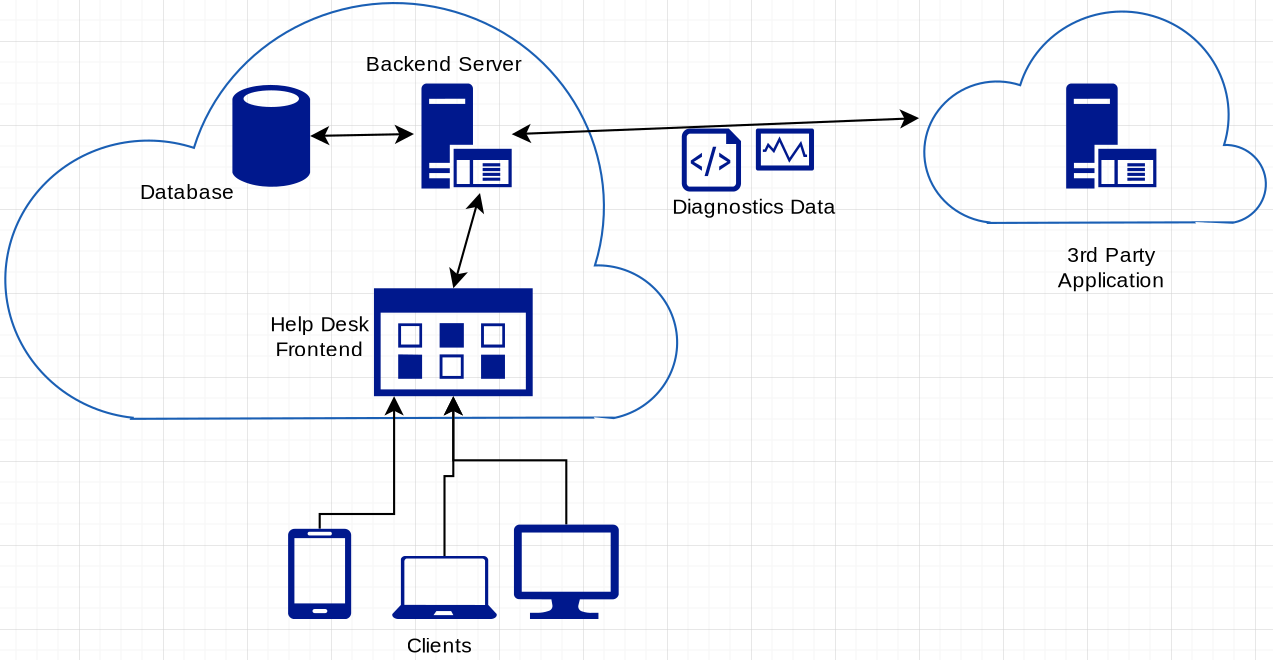 Backend Server
Database
Diagnostics Data
3rd Party
Application
Help Desk
Frontend
Clients